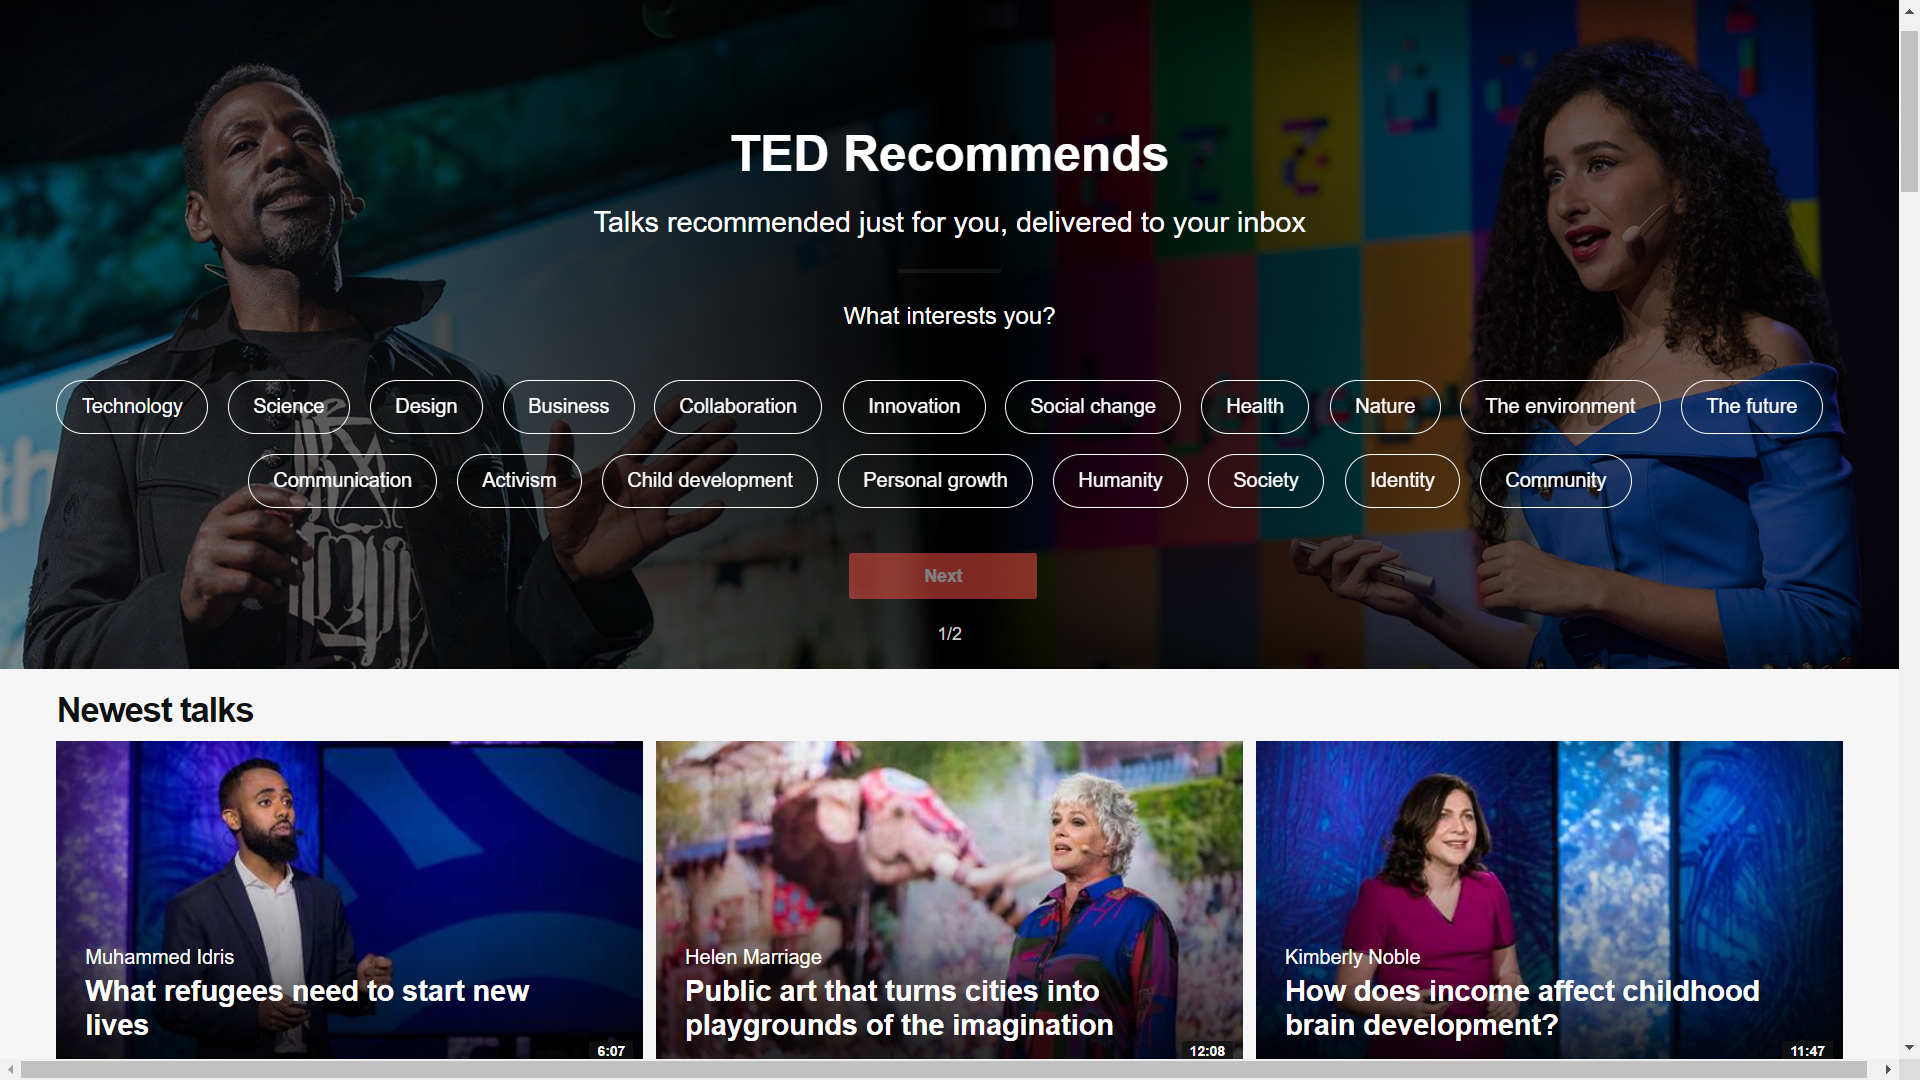 TED Recommends
Talks recommended just for you, delivered to your inbox
What interests you?
Technology
Science
Design
Business
Collaboration
Innovation
Social change
Health
Nature
The environment
The future
Communication
Activism
Child development
Personal growth
Humanity
Society
Identity
Community
Next
1/2
Newest talks
Muhammed Idris
What refugees need to start new
lives
6:07
Helen Marriage
Public art that turns cities into
playgrounds of the imagination
12:08
Kimberly Noble
How does income affect childhood
brain development?
11:47